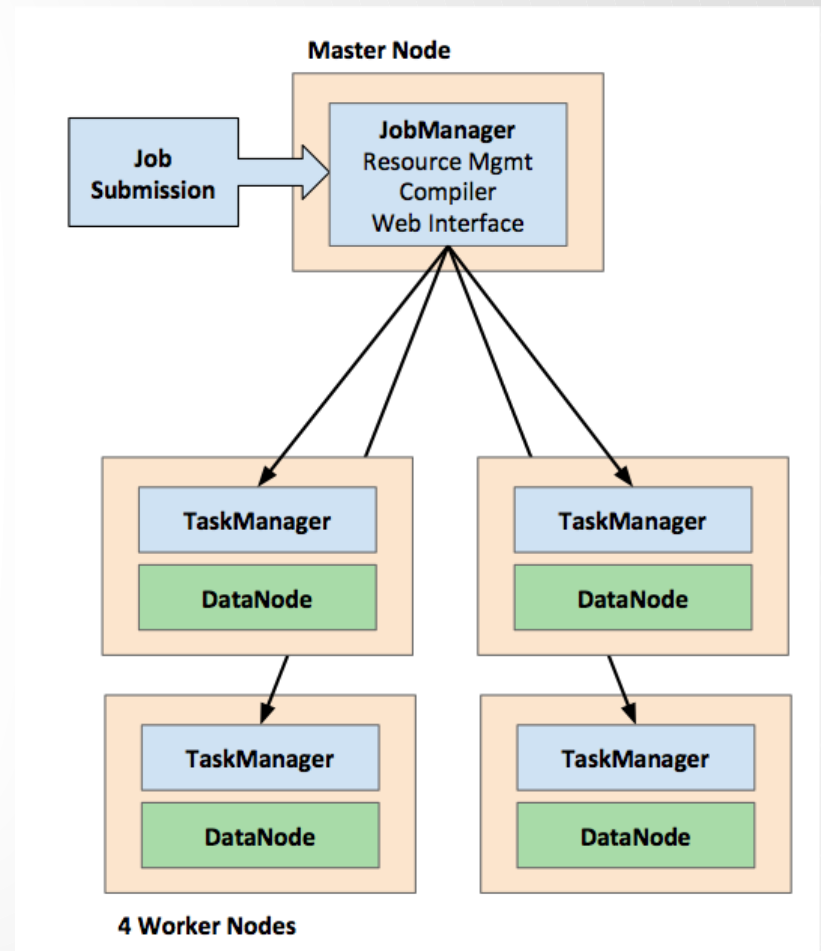 Master Node
Job
Submission
JobManager
Resource Mgmt
Compiler
Web Interface
TaskManager
DataNode
TaskManager
DataNode
TaskManager
DataNode
TaskManager
DataNode
4 Worker Nodes